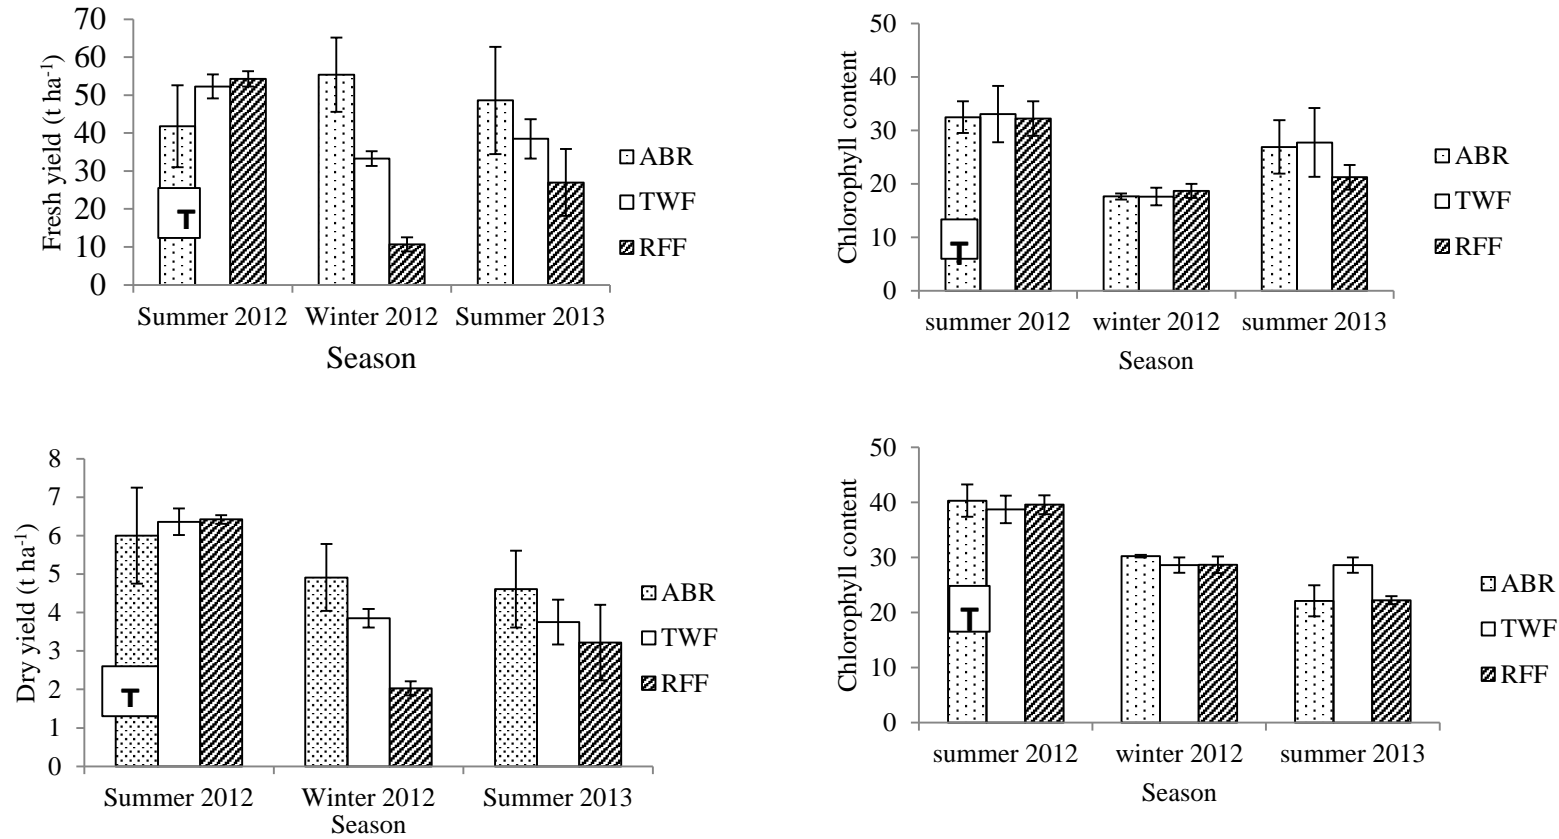 70
60
50
40
30
20
10
0
Fresh yield (t ha-1)
T
Summer 2012 Winter 2012 Summer 2013
Season
ABR
TWF
RFF
50
40
30
20
10
0
Chlorophyll content
T
summer 2012 winter 2012 summer 2013
Season
ABR
TWF
RFF
8
7
6
5
4
3
2
1
0
Dry yield (t ha-1)
T
Summer 2012 Winter 2012 Summer 2013
Season
ABR
TWF
RFF
50
40
30
20
10
0
Chlorophyll content
T
summer 2012 winter 2012 summer 2013
Season
ABR
TWF
RFF